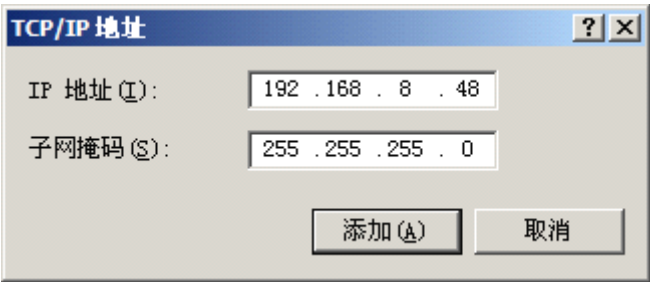 TCP/IP 地址
IP 地址(I):
192 .168 . 8 . 48
子网掩码(S):
255 .255 .255 . 0
添加(A)
取消